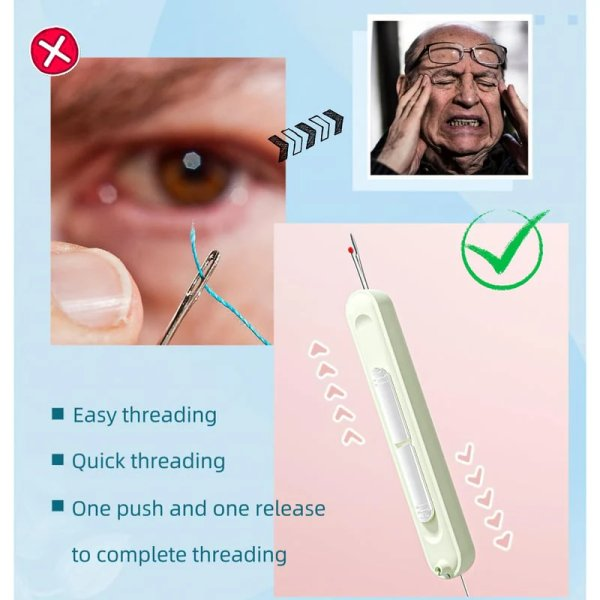 Easy threading
Quick threading
One push and one release
to complete threading